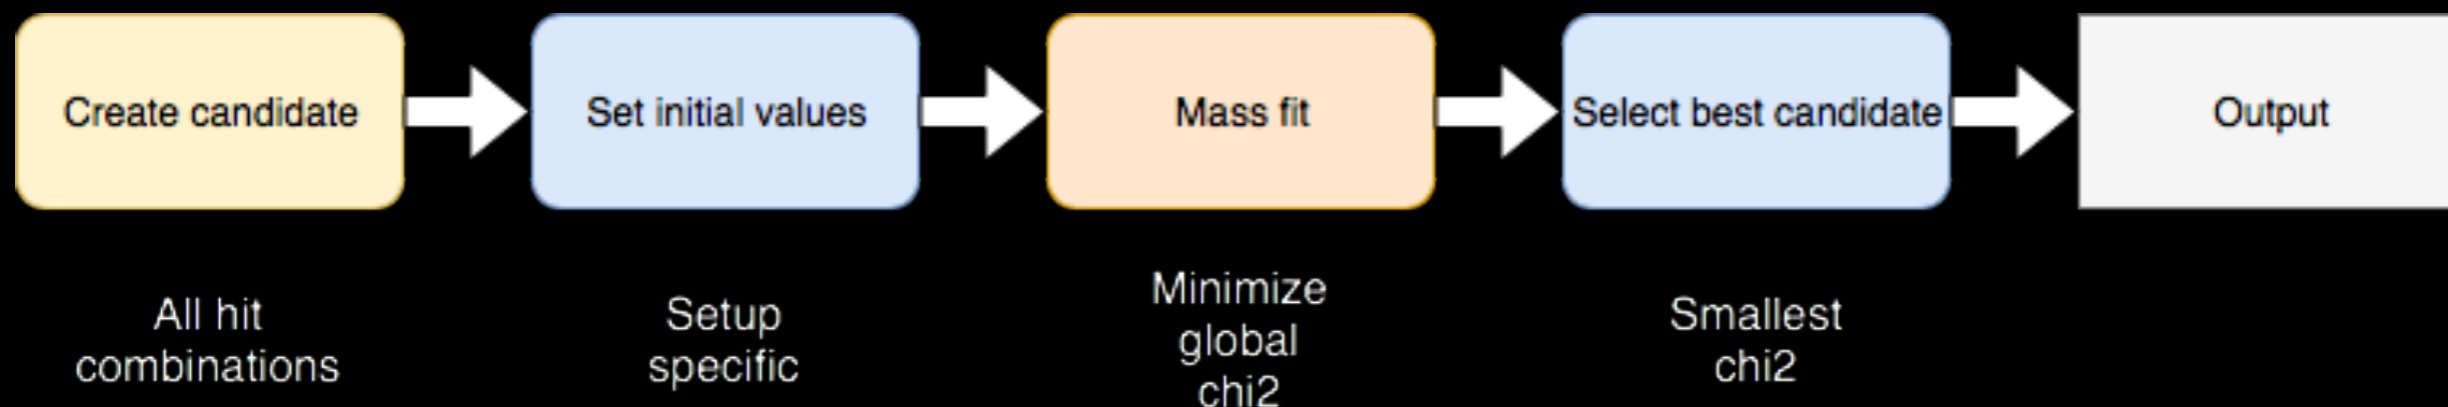 Create candidate
Set initial values
Mass fit
Select best candidate
Output
All hit
combinations
Setup
specific
Minimize
global
chi2
Smallest
chi2